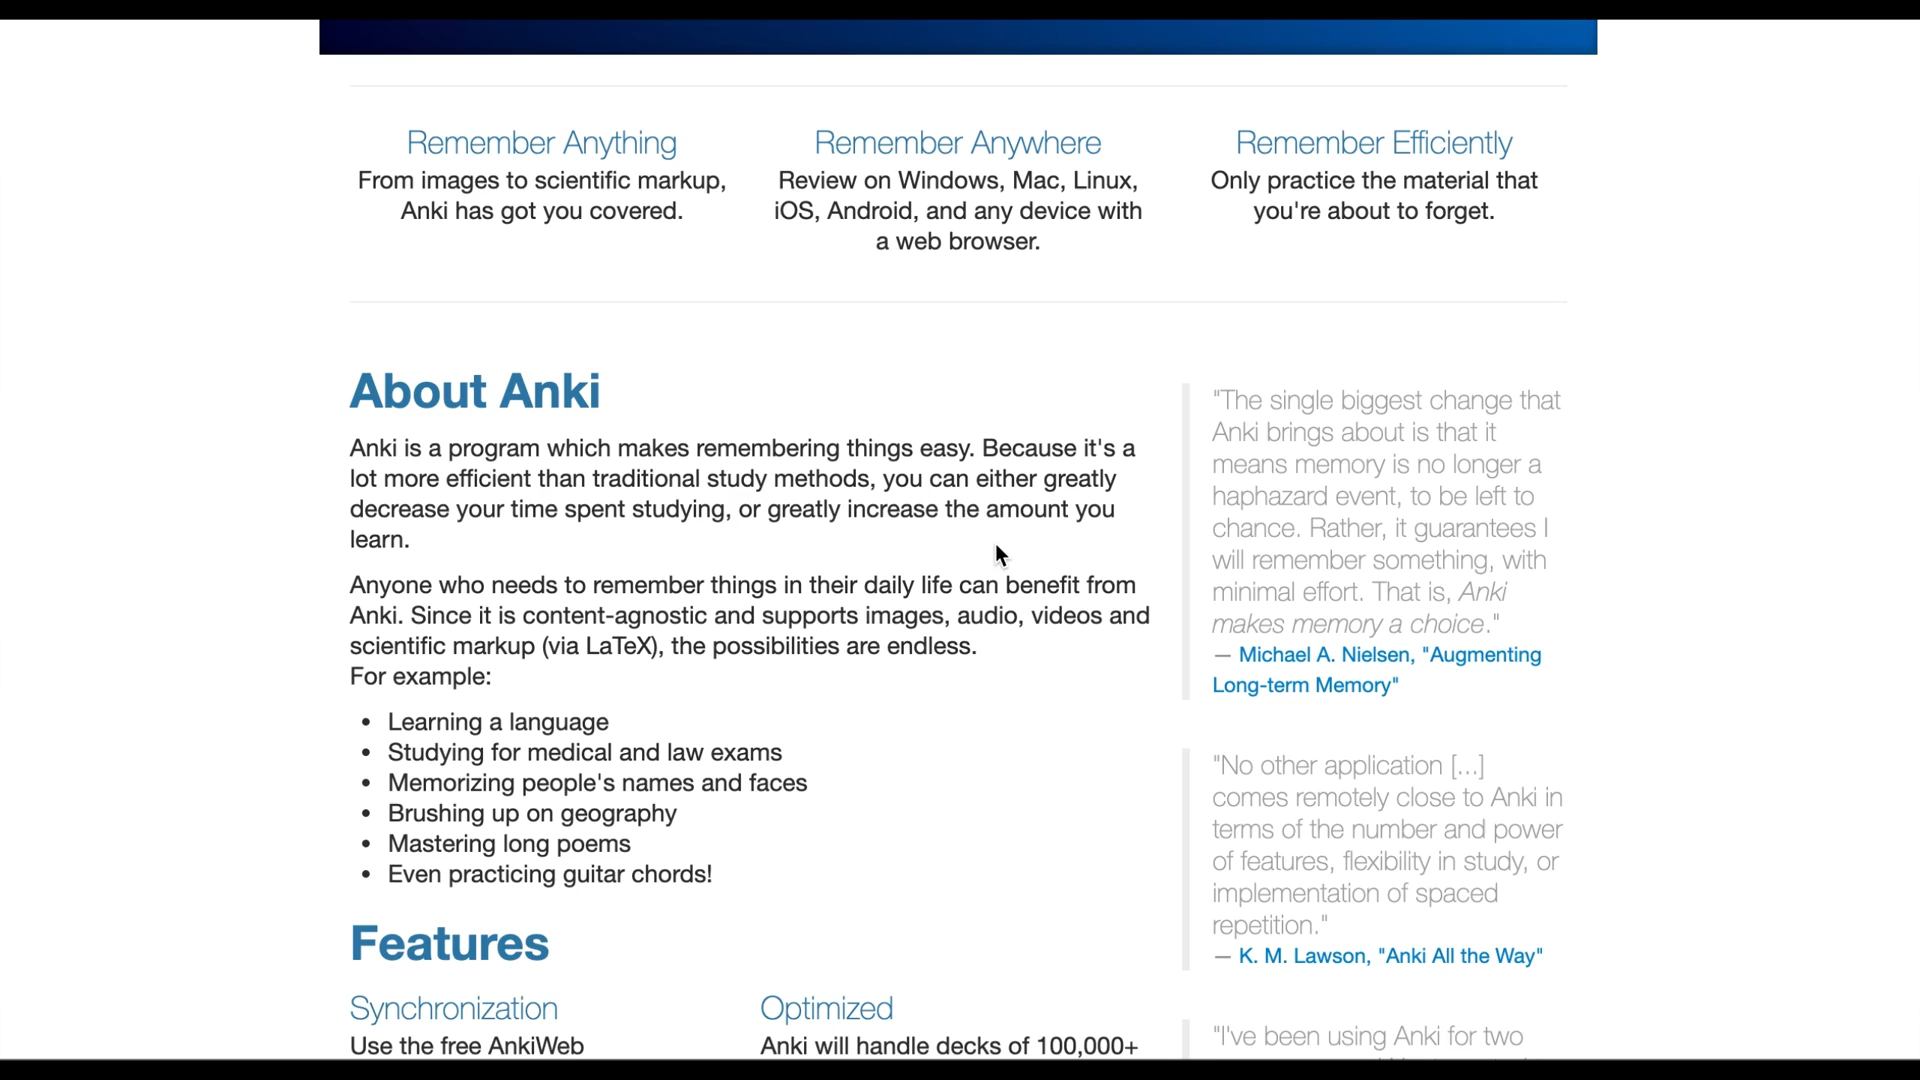 Remember Anything
From images to scientific markup,
Anki has got you covered.
Remember Anywhere
Review on Windows, Mac, Linux,
iOS, Android, and any device with
a web browser.
Remember Efficiently
Only practice the material that
you're about to forget.
About Anki
Anki is a program which makes remembering things easy. Because it's a
lot more efficient than traditional study methods, you can either greatly
decrease your time spent studying, or greatly increase the amount you
learn.
Anyone who needs to remember things in their daily life can benefit from
Anki. Since it is content-agnostic and supports images, audio, videos and
scientific markup (via LaTeX), the possibilities are endless.
For example:
• Learning a language
• Studying for medical and law exams
• Memorizing people's names and faces
• Brushing up on geography
• Mastering long poems
• Even practicing guitar chords!
Features
Synchronization
Use the free AnkiWeb
Optimized
Anki will handle decks of 100,000+
"The single biggest change that
Anki brings about is that it
means memory is no longer a
haphazard event, to be left to
chance. Rather, it guarantees I
will remember something, with
minimal effort. That is, Anki
makes memory a choice."
— Michael A. Nielsen, "Augmenting
Long-term Memory"
"No other application [...]
comes remotely close to Anki in
terms of the number and power
of features, flexibility in study, or
implementation of spaced
repetition."
— K. M. Lawson, "Anki All the Way"
"I've been using Anki for two